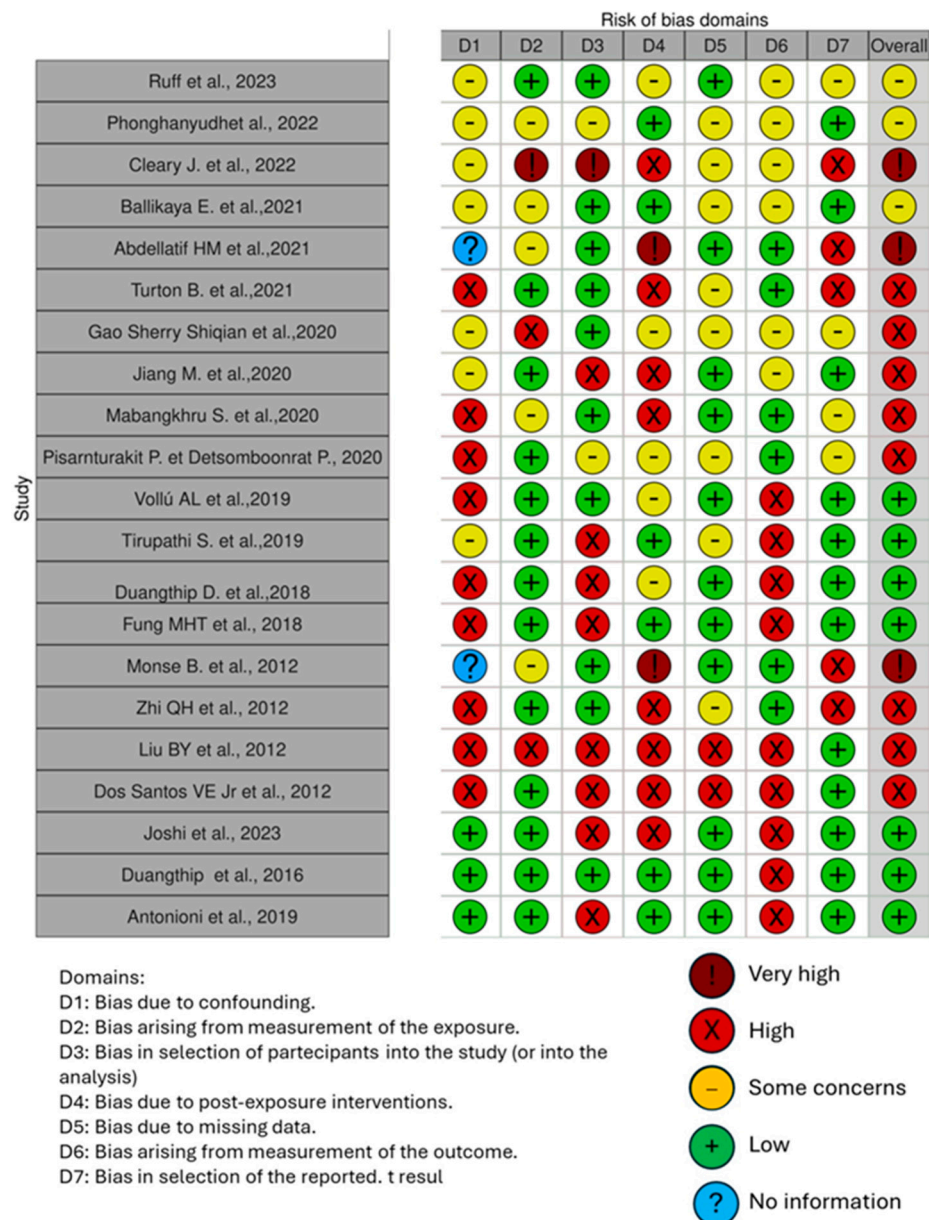 Risk of bias domains
D1 D2 D3 D4 D5 D6 D7 Overall
Study
Ruff et al., 2023 - + + - + - - -
Phonghanyudhet al., 2022 - - - + - - + -
Cleary J. et al., 2022 - ! ! X - - X !
Ballikaya E. et al.,2021 - - + + - - + -
Abdellatif HM et al.,2021 ? - + ! + + X !
Turton B. et al.,2021 X + + X - + X X
Gao Sherry Shiqian et al.,2020 - X + - - - - X
Jiang M. et al.,2020 - + X X + - + X
Mabangkhru S. et al.,2020 X - + X + + - X
Pisarnturakit P. et Detsomboonrat P., 2020 X + - - - + - X
Vollú AL et al.,2019 X + + - + X + +
Tirupathi S. et al.,2019 - + X + - X + +
Duangthip D. et al.,2018 X + X - + X + +
Fung MHT et al., 2018 X + X + + X + +
Monse B. et al., 2012 ? - + ! + + X !
Zhi QH et al., 2012 X + + X - + X X
Liu BY et al., 2012 X X X X X X + X
Dos Santos VE Jr et al., 2012 X + X X X X + X
Joshi et al., 2023 + + X X + X + +
Duangthip et al., 2016 + + + + + X + +
Antonioni et al., 2019 + + X + + X + +
Domains:
D1: Bias due to confounding.
D2: Bias arising from measurement of the exposure.
D3: Bias in selection of partecipants into the study (or into the
analysis)
D4: Bias due to post-exposure interventions.
D5: Bias due to missing data.
D6: Bias arising from measurement of the outcome.
D7: Bias in selection of the reported. t resul
! Very high
X High
- Some concerns
+ Low
? No information